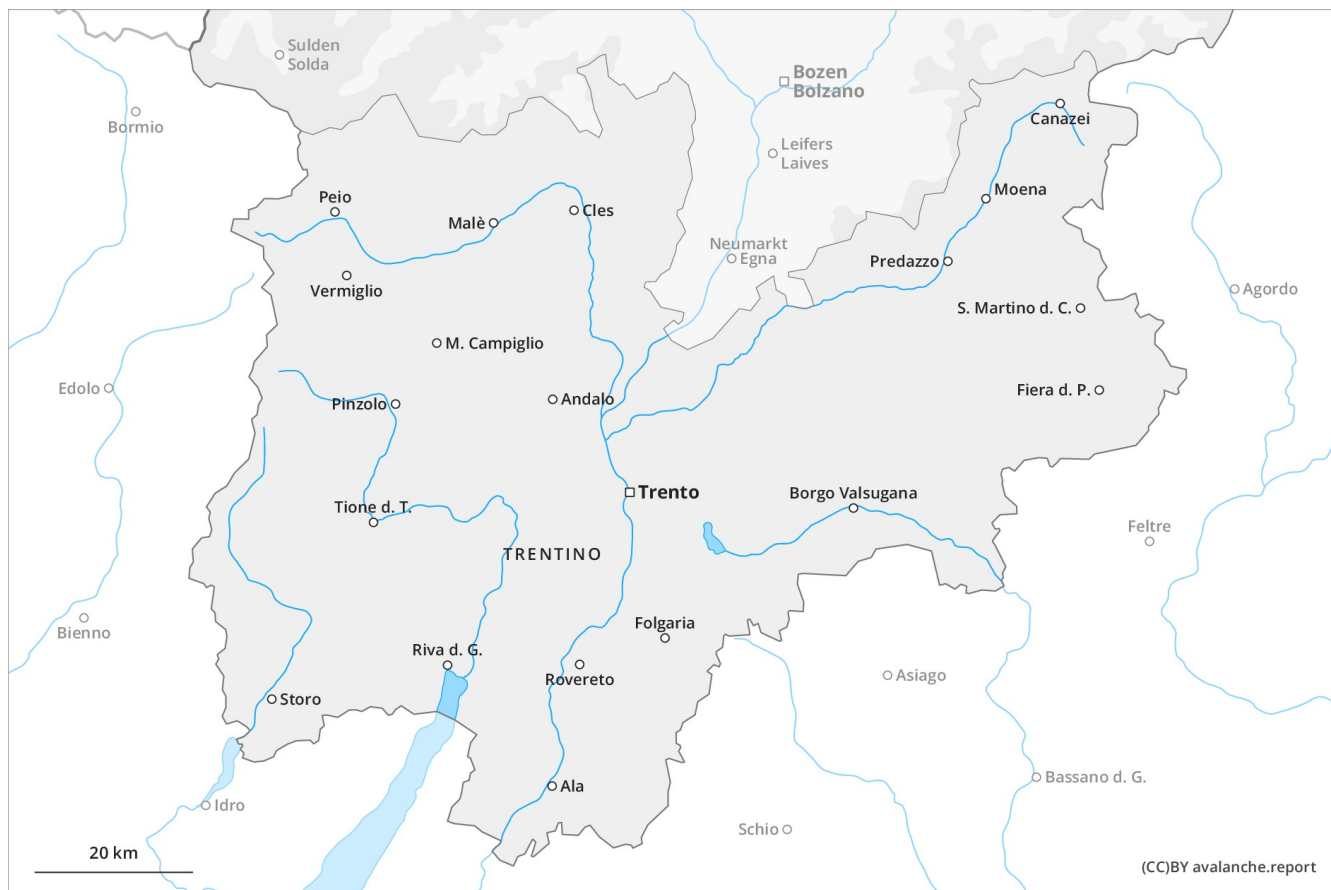 Sulden
Solda
Bozen
Bolzano
Bormio
Canazei
Leifers
Laives
Peio
Malè
Cles
Moena
Neumarkt
Egna
Predazzo
Vermiglio
Agordo
S. Martino d. C.
M. Campiglio
Edolo
Pinzolo
Andalo
Fiera d. P.
Trento
Borgo Valsugana
Tione d. T.
Feltre
TRENTINO
Bienno
Folgaria
Riva d. G.
Rovereto
Asiago
Storo
Bassano d. G.
Ala
Idro
Schio
20 km
(CC)BY avalanche.report